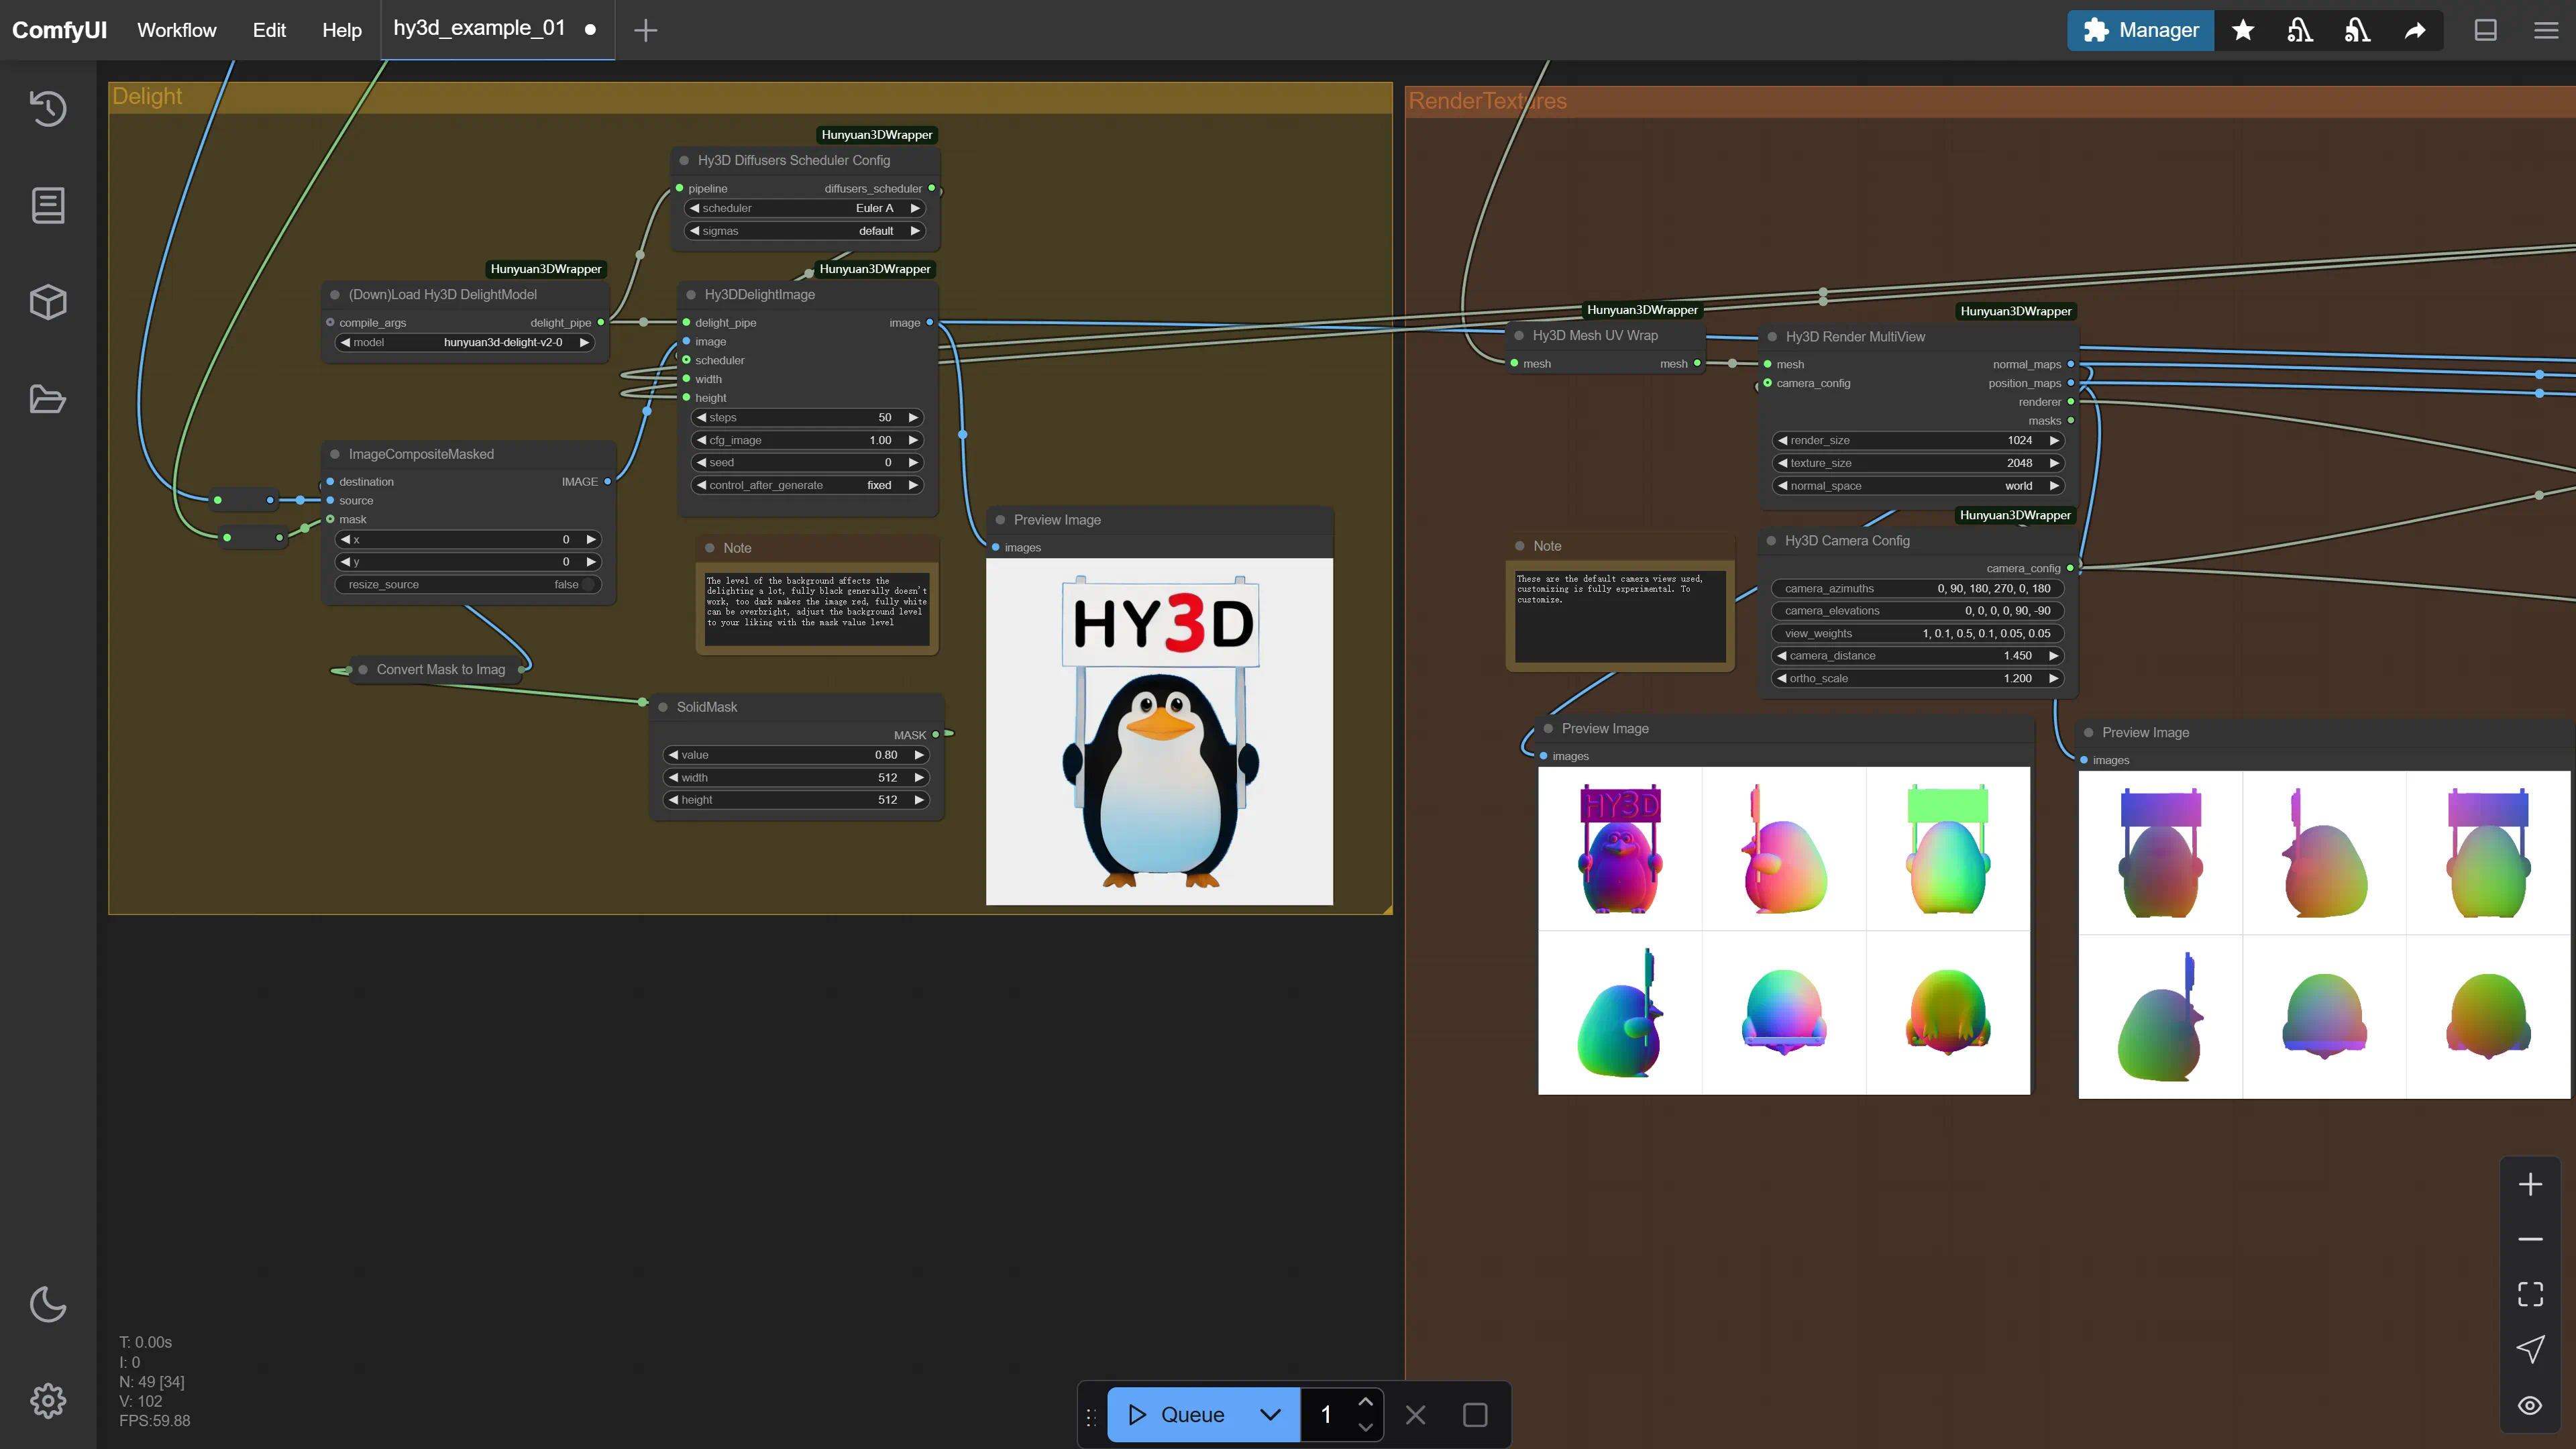 ComfyUI
Workflow
Edit
Help
hy3d_example_01
Manager
Delight
Hunyuan3DWrapper
Hy3D Diffusers Scheduler Config
pipeline diffusers_scheduler
scheduler Euler A
sigmas default
Hunyuan3DWrapper
(Down)Load Hy3D DelightModel
compile_args delight_pipe
model hunyuan3d-delight-v2-0
Hunyuan3DWrapper
Hy3DDelightImage
delight_pipe image
image
scheduler
width
height
steps 50
cfg_image 1.00
seed 0
control_after_generate fixed
ImageCompositeMasked
destination IMAGE
source
mask
x 0
y 0
resize_source false
Note
The level of the background affects the
delighting a lot, fully black generally doesn't
work, too dark makes the image red, fully white
can be overbright, adjust the background level
to your liking with the mask value level
Convert Mask to Imag
SolidMask
MASK
value 0.80
width 512
height 512
Preview Image
images
HY3D
RenderTextures
Hunyuan3DWrapper
Hy3D Mesh UV Wrap
mesh mesh
Hunyuan3DWrapper
Hy3D Render MultiView
mesh normal_maps
camera_config position_maps
renderer
masks
render_size 1024
texture_size 2048
normal_space world
Note
These are the default camera views used,
customizing is fully experimental. To
customize.
Hunyuan3DWrapper
Hy3D Camera Config
camera_config
camera_azimuths 0, 90, 180, 270, 0, 180
camera_elevations 0, 0, 0, 0, 90, -90
view_weights 1, 0.1, 0.5, 0.1, 0.05, 0.05
camera_distance 1.450
ortho_scale 1.200
Preview Image
images
HY3D
Preview Image
images
T: 0.00s
I: 0
N: 49 [34]
V: 102
FPS:59.88
Queue
1